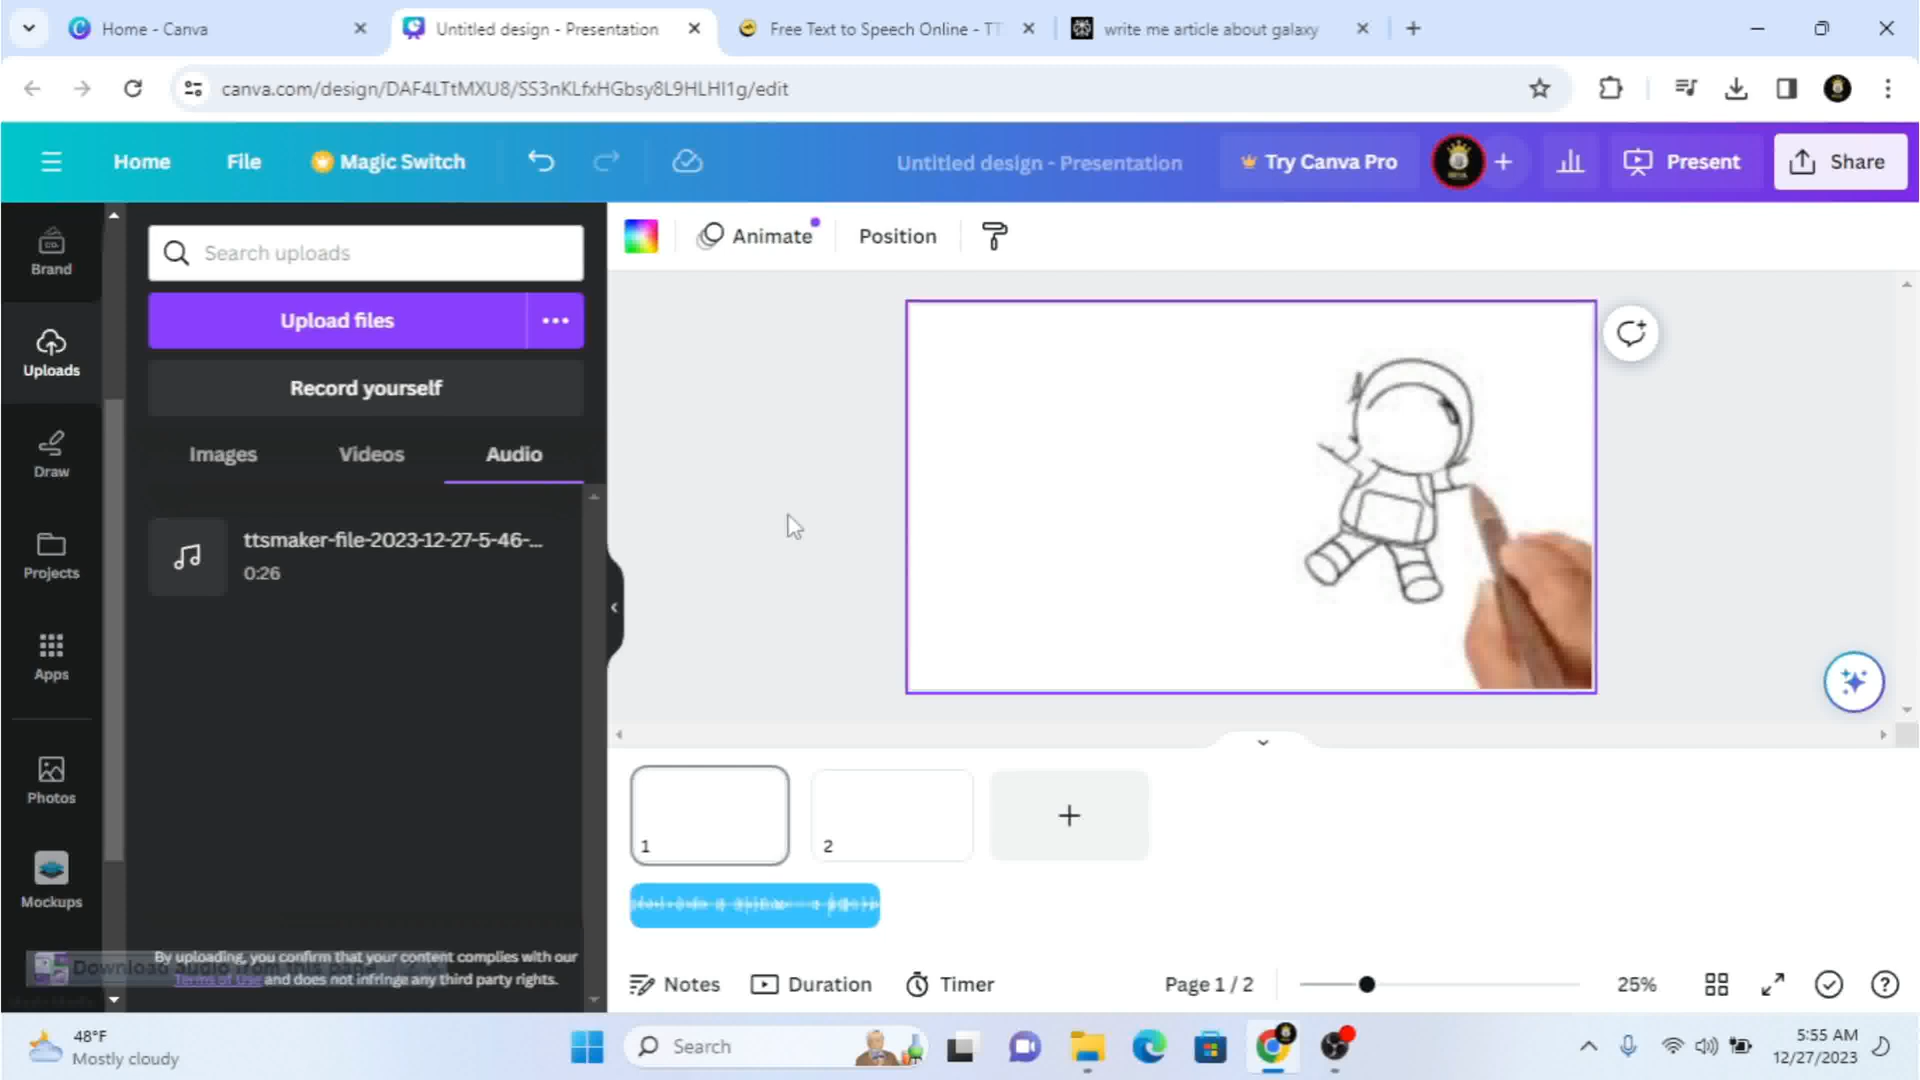 Home - Canva
Untitled design - Presentation
Free Text to Speech Online - TT
write me article about galaxy
canva.com/design/DAF4LTtMXU8/SS3nKLfxHGbsy8L9HLHI1g/edit
Home
File
Magic Switch
Untitled design - Presentation
Try Canva Pro
Present
Share
Brand
Uploads
Draw
Projects
Apps
Photos
Mockups
Search uploads
Upload files
Record yourself
Images
Videos
Audio
ttsmaker-file-2023-12-27-5-46-...
0:26
By uploading, you confirm that your content complies with our
Terms of Use and does not infringe any third party rights.
Download audio from this page
Animate
Position
1
2
Notes
Duration
Timer
Page 1 / 2
25%
48°F
Mostly cloudy
Search
5:55 AM
12/27/2023